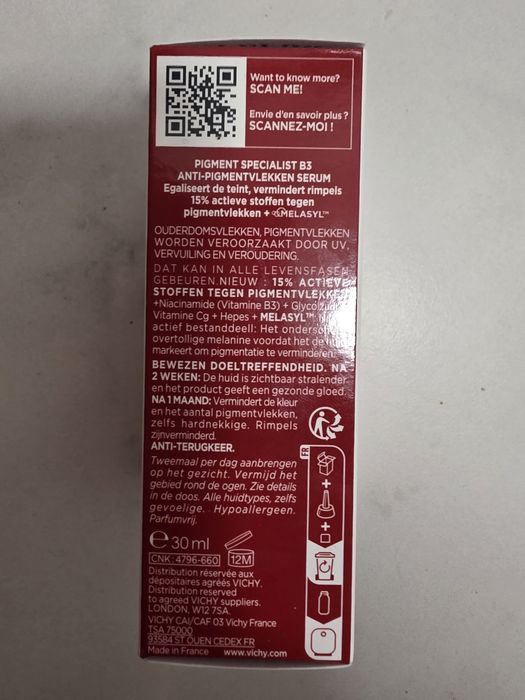 Want to know more?
SCAN ME!
Envie d'en savoir plus ?
SCANNEZ-MOI !
PIGMENT SPECIALIST B3
ANTI-PIGMENTVLEKKEN SERUM
Egaliseert de teint, vermindert rimpels
15% actieve stoffen tegen
pigmentvlekken + MELASYL™
OUDERDOMSVLEKKEN, PIGMENTVLEKKEN
WORDEN VEROORZAAKT DOOR UV,
VERVUILING EN VEROUDERING.
DAT KAN IN ALLE LEVENSFASEN
GEBEUREN.NIEUW : 15% ACTIEVE
STOFFEN TEGEN PIGMENTVLEKKEN
+Niacinamide (Vitamine B3) + Glycolzuur
Vitamine Cg + Hepes + MELASYL™
actief bestanddeel: Het
overtollige melanine voordat het de
markeert om pigmentatie te verminderen.
BEWEZEN DOELTREFFENDHEID. NA
2 WEKEN: De huid is zichtbaar stralender
en het product geeft een gezonde gloed.
NA 1 MAAND: Vermindert de kleur
en het aantal pigmentvlekken,
zelfs hardnekkige. Rimpels
zijnverminderd.
ANTI-TERUGKEER.
Tweemaal per dag aanbrengen
op het gezicht. Vermijd het
gebied rond de ogen. Zie details
in de doos. Alle huidtypes, zelfs
gevoelige. Hypoallergeen.
Parfumvrij.
FR
+
+
℮ 30 ml
CNK: 4796-660
12M
Distribution réservée aux
dépositaires agréés VICHY.
Distribution reserved
to agreed VICHY suppliers.
LONDON, W12 7SA.
VICHY CAI/CAF 03 Vichy France
TSA 75000
93584 ST OUEN CEDEX FR
Made in France
www.vichy.com